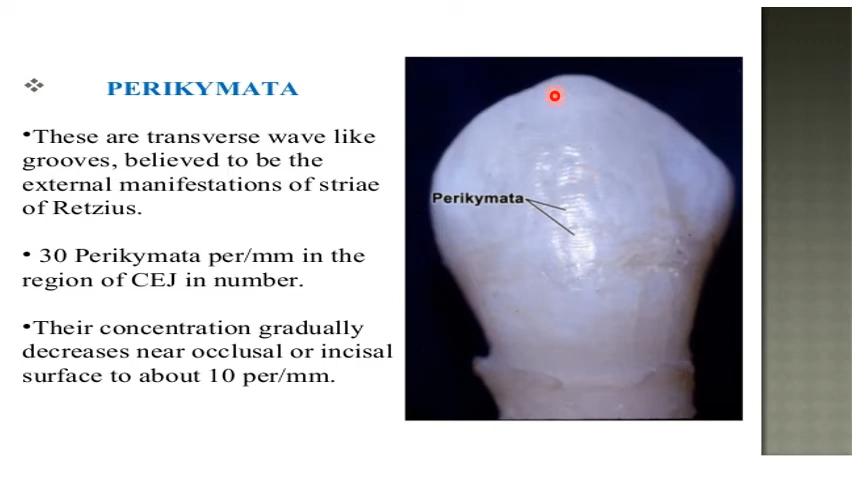 PERIKYMATA
•These are transverse wave like
grooves, believed to be the
external manifestations of striae
of Retzius.
• 30 Perikymata per/mm in the
region of CEJ in number.
•Their concentration gradually
decreases near occlusal or incisal
surface to about 10 per/mm.
Perikymata